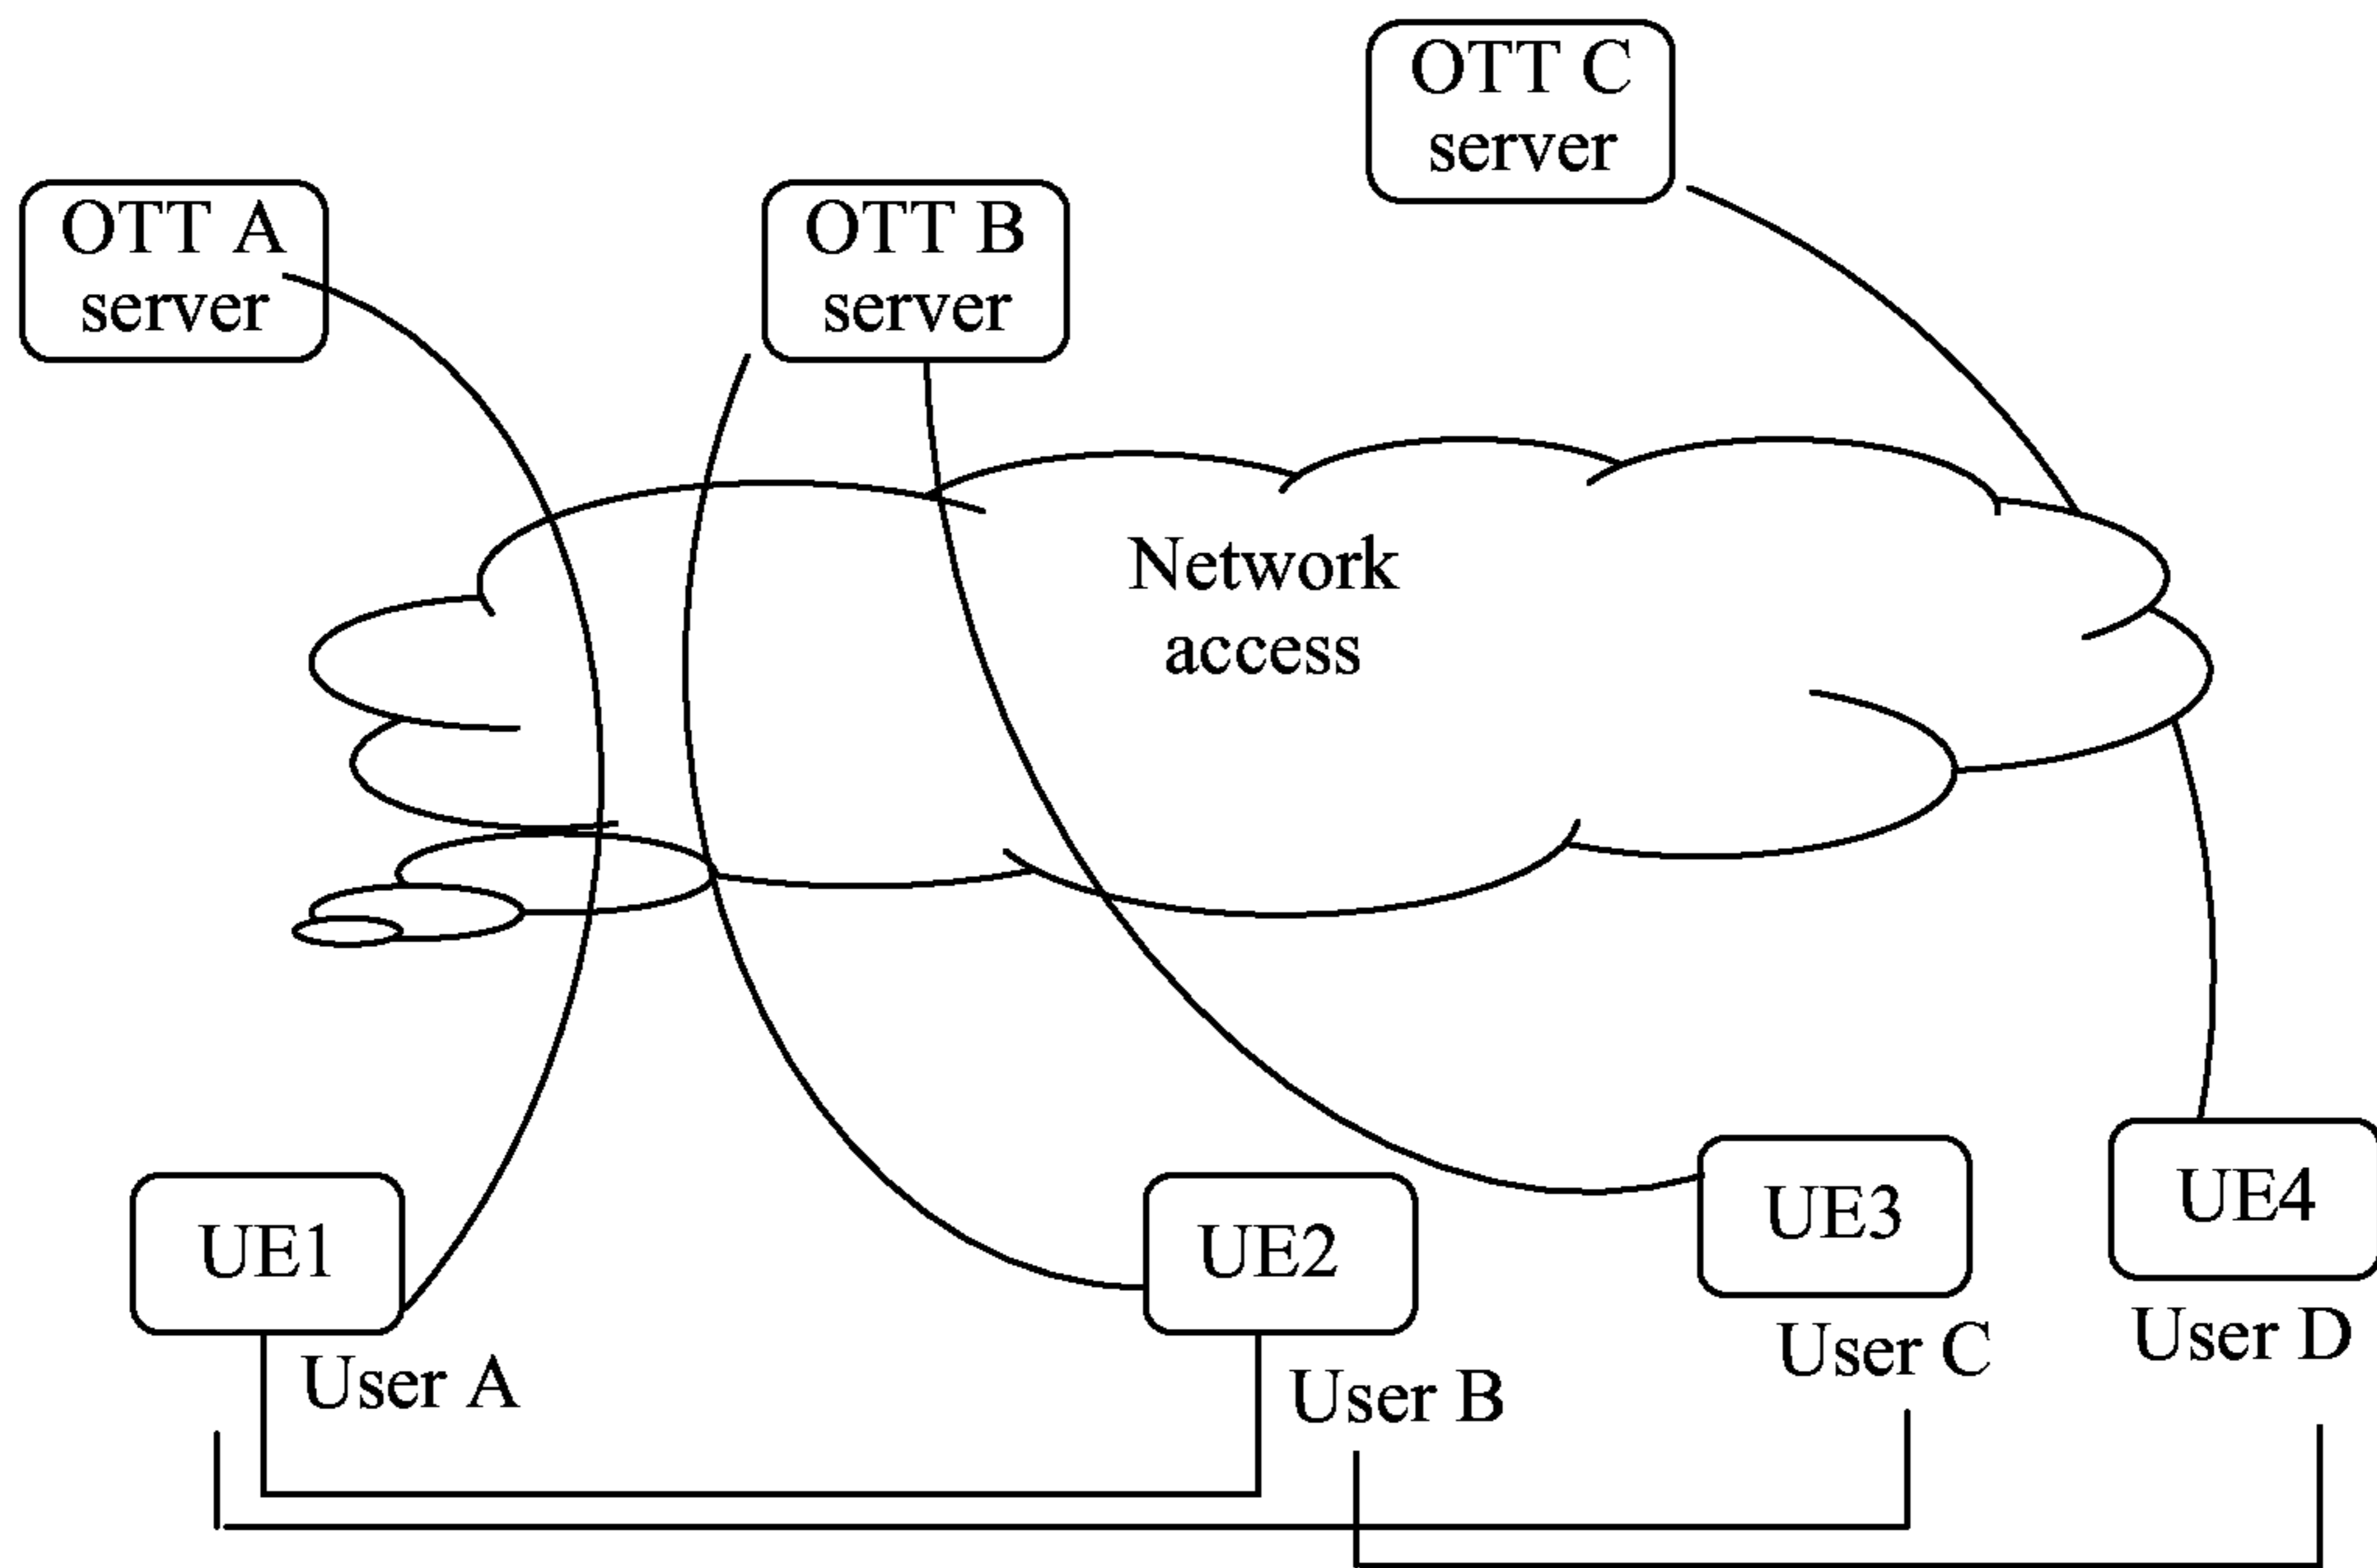 OTT C
server
OTT A
server
OTT B
server
Network
access
UE1
User A
UE2
User B
UE3
User C
UE4
User D